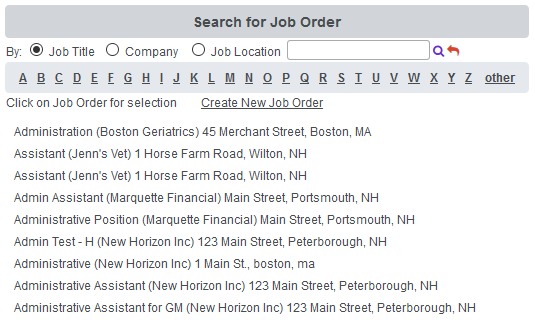 Search for Job Order
By: Job Title Company Job Location
A B C D E F G H I J K L M N O P Q R S T U V W X Y Z other
Click on Job Order for selection Create New Job Order
Administration (Boston Geriatrics) 45 Merchant Street, Boston, MA
Assistant (Jenn's Vet) 1 Horse Farm Road, Wilton, NH
Assistant (Jenn's Vet) 1 Horse Farm Road, Wilton, NH
Admin Assistant (Marquette Financial) Main Street, Portsmouth, NH
Administrative Position (Marquette Financial) Main Street, Portsmouth, NH
Admin Test - H (New Horizon Inc) 123 Main Street, Peterborough, NH
Administrative (New Horizon Inc) 1 Main St., boston, ma
Administrative Assistant (New Horizon Inc) 123 Main Street, Peterborough, NH
Administrative Assistant for GM (New Horizon Inc) 123 Main Street, Peterborough, NH